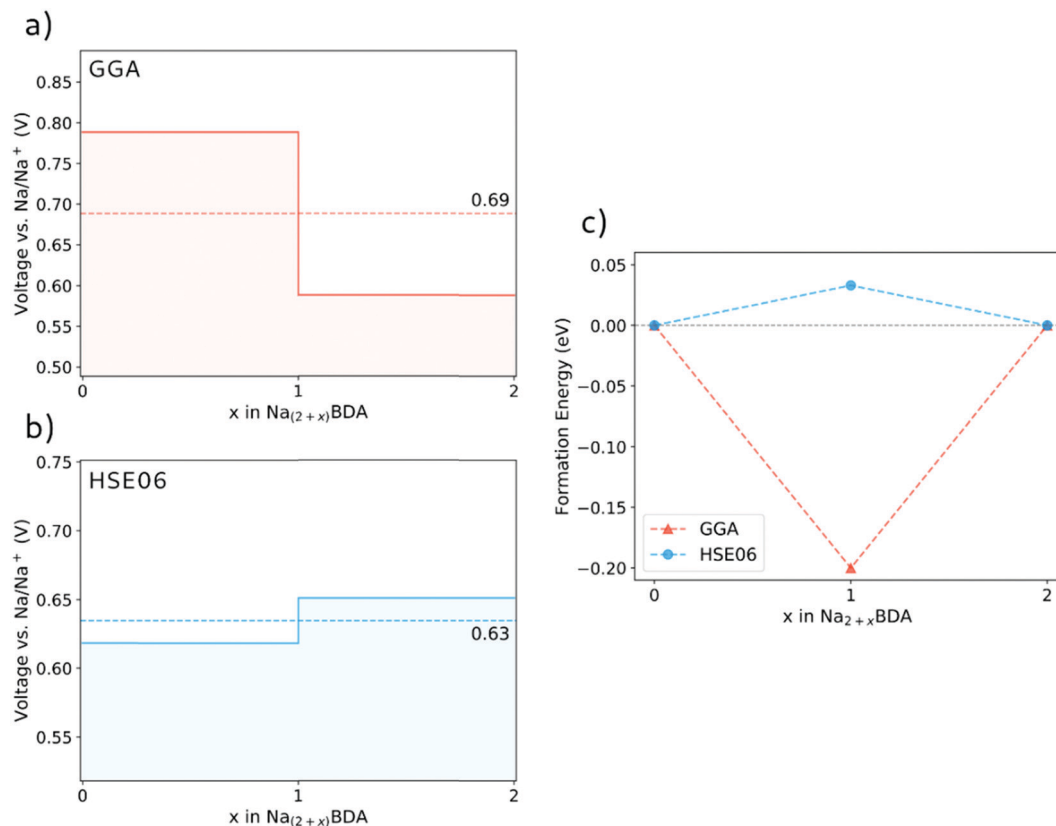 a)
GGA
Voltage vs. Na/Na⁺ (V)
0.85
0.80
0.75
0.70
0.65
0.60
0.55
0.50
0.69
0
1
2
x in Na₍₂₊ₓ₎BDA
b)
HSE06
Voltage vs. Na/Na⁺ (V)
0.75
0.70
0.65
0.60
0.55
0.63
0
1
2
x in Na₍₂₊ₓ₎BDA
c)
Formation Energy (eV)
0.05
0.00
−0.05
−0.10
−0.15
−0.20
GGA
HSE06
0
1
2
x in Na₂₊ₓBDA